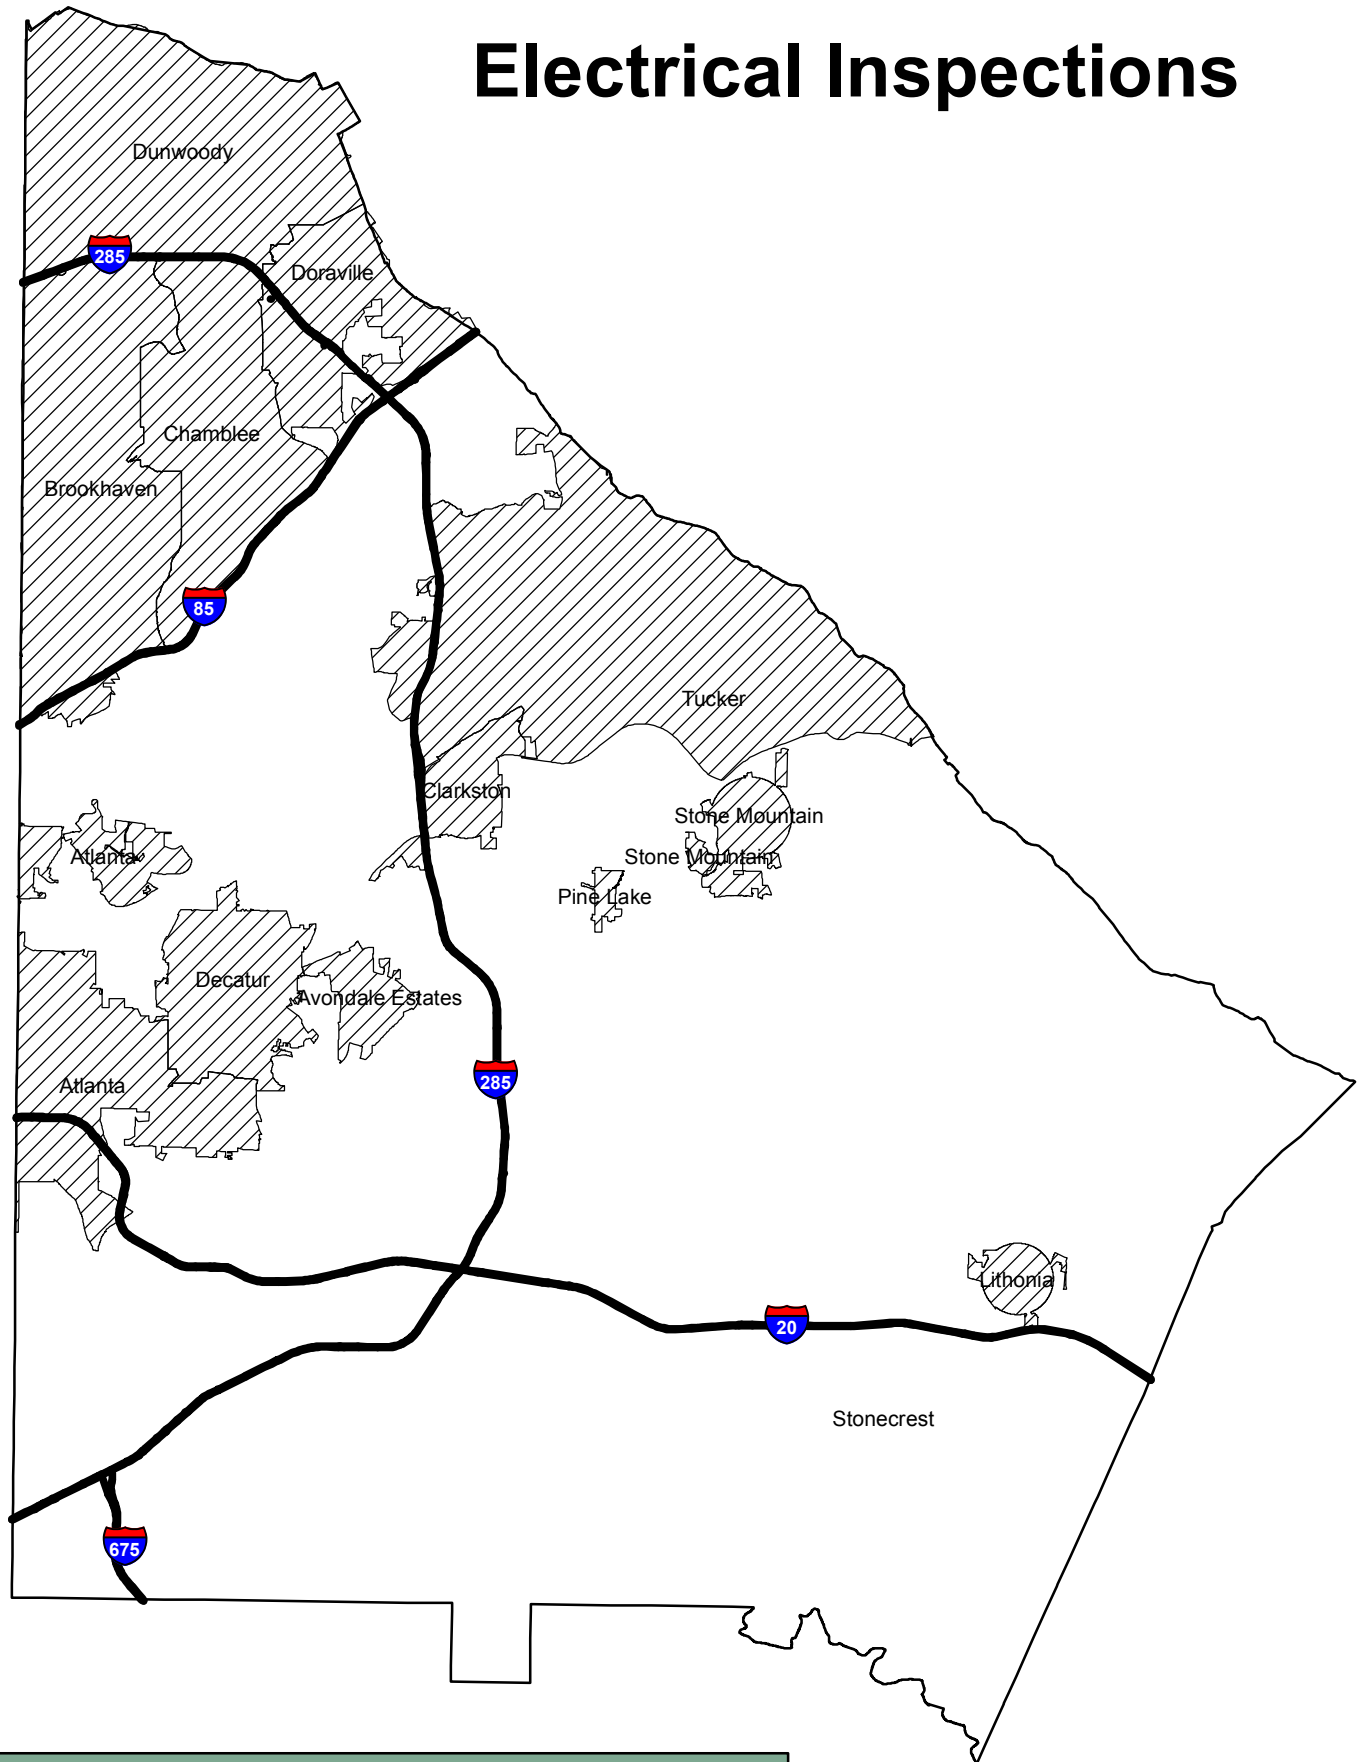 Electrical Inspections
Dunwoody
285
Doraville
Chamblee
Brookhaven
85
Tucker
Clarkston
Stone Mountain
Atlanta
Stone Mountain
Pine Lake
Decatur
Avondale Estates
285
Atlanta
Lithonia
20
Stonecrest
675